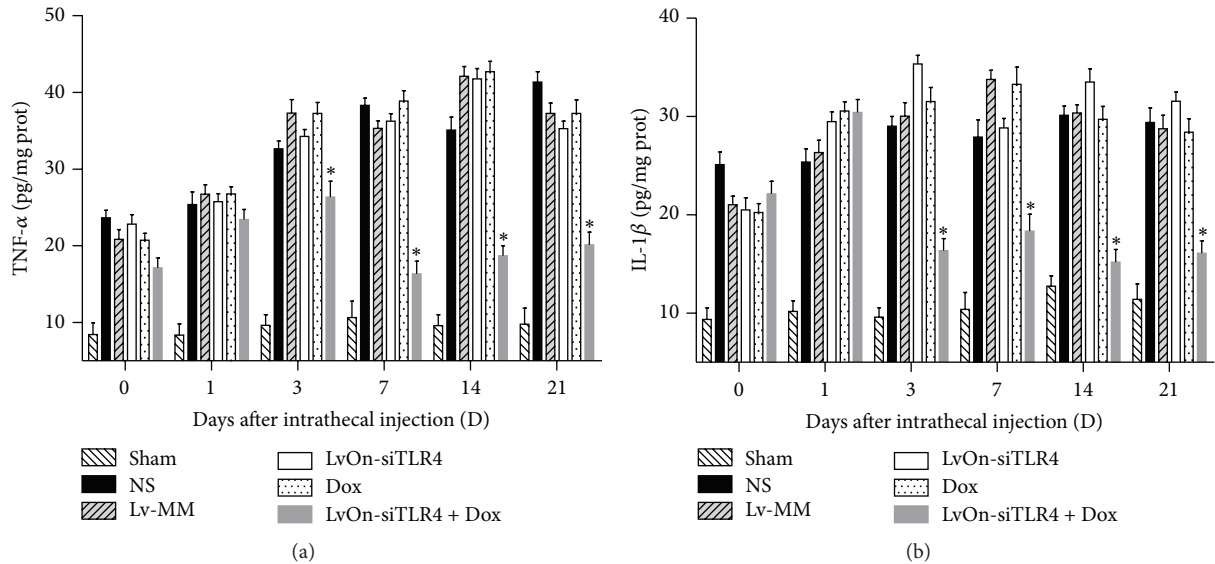 50
40
30
20
10
TNF-α (pg/mg prot)
* * * *
0 1 3 7 14 21
Days after intrathecal injection (D)
Sham
NS
Lv-MM
LvOn-siTLR4
Dox
LvOn-siTLR4 + Dox
(a)
40
30
20
10
IL-1β (pg/mg prot)
* * * *
0 1 3 7 14 21
Days after intrathecal injection (D)
Sham
NS
Lv-MM
LvOn-siTLR4
Dox
LvOn-siTLR4 + Dox
(b)